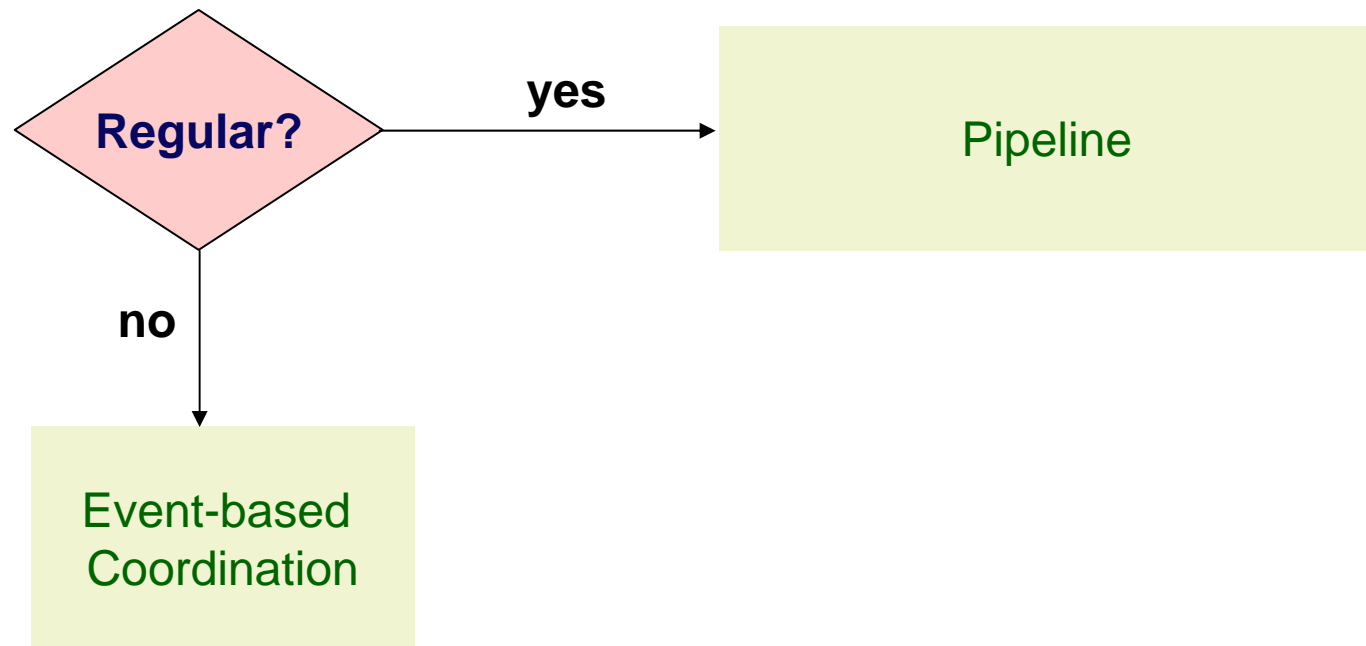 Regular?
yes
Pipeline
no
Event-based
Coordination